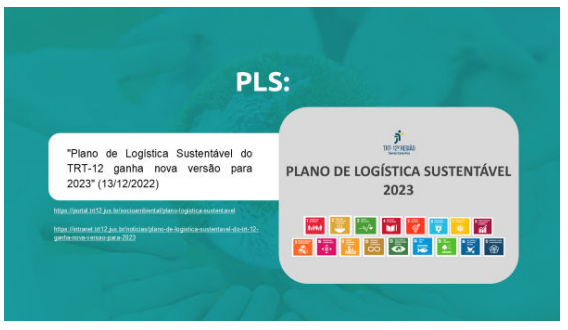 PLS:
"Plano de Logística Sustentável do
TRT-12 ganha nova versão para
2023" (13/12/2022)
https://portal.trt12.jus.br/socioambiental/plano-logistica-sustentavel
https://intranet.trt12.jus.br/noticias/plano-de-logistica-sustentavel-do-trt-12-
ganha-nova-versao-para-2023
TRT-12ª REGIÃO
Santa Catarina
PLANO DE LOGÍSTICA SUSTENTÁVEL
2023